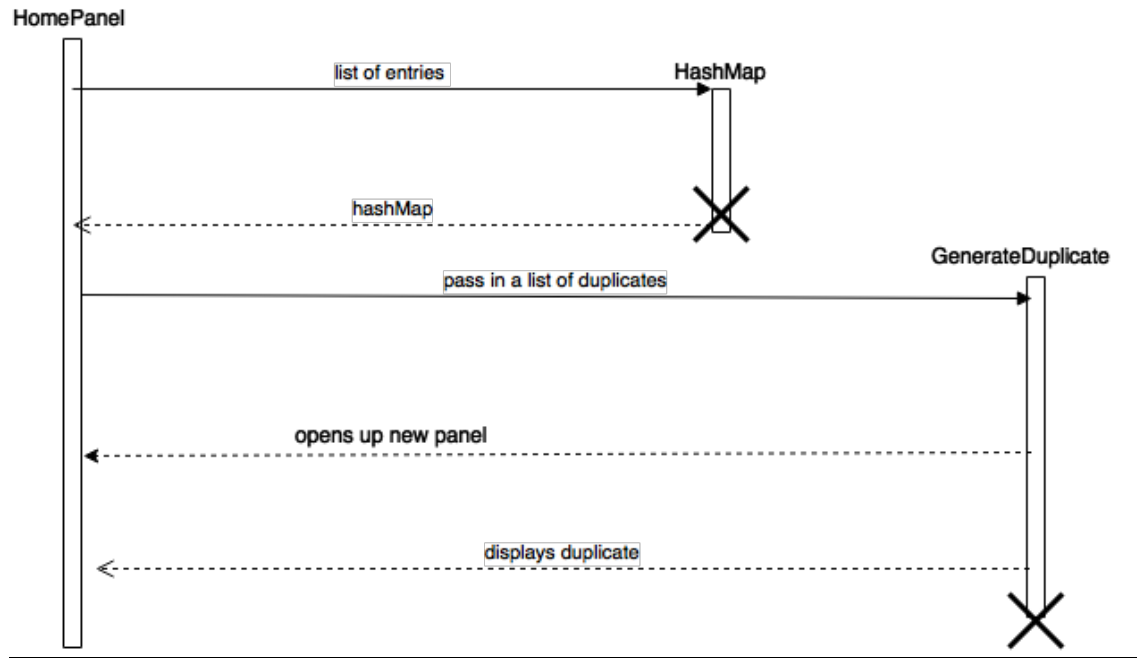 HomePanel
list of entries
HashMap
hashMap
GenerateDuplicate
pass in a list of duplicates
opens up new panel
displays duplicate